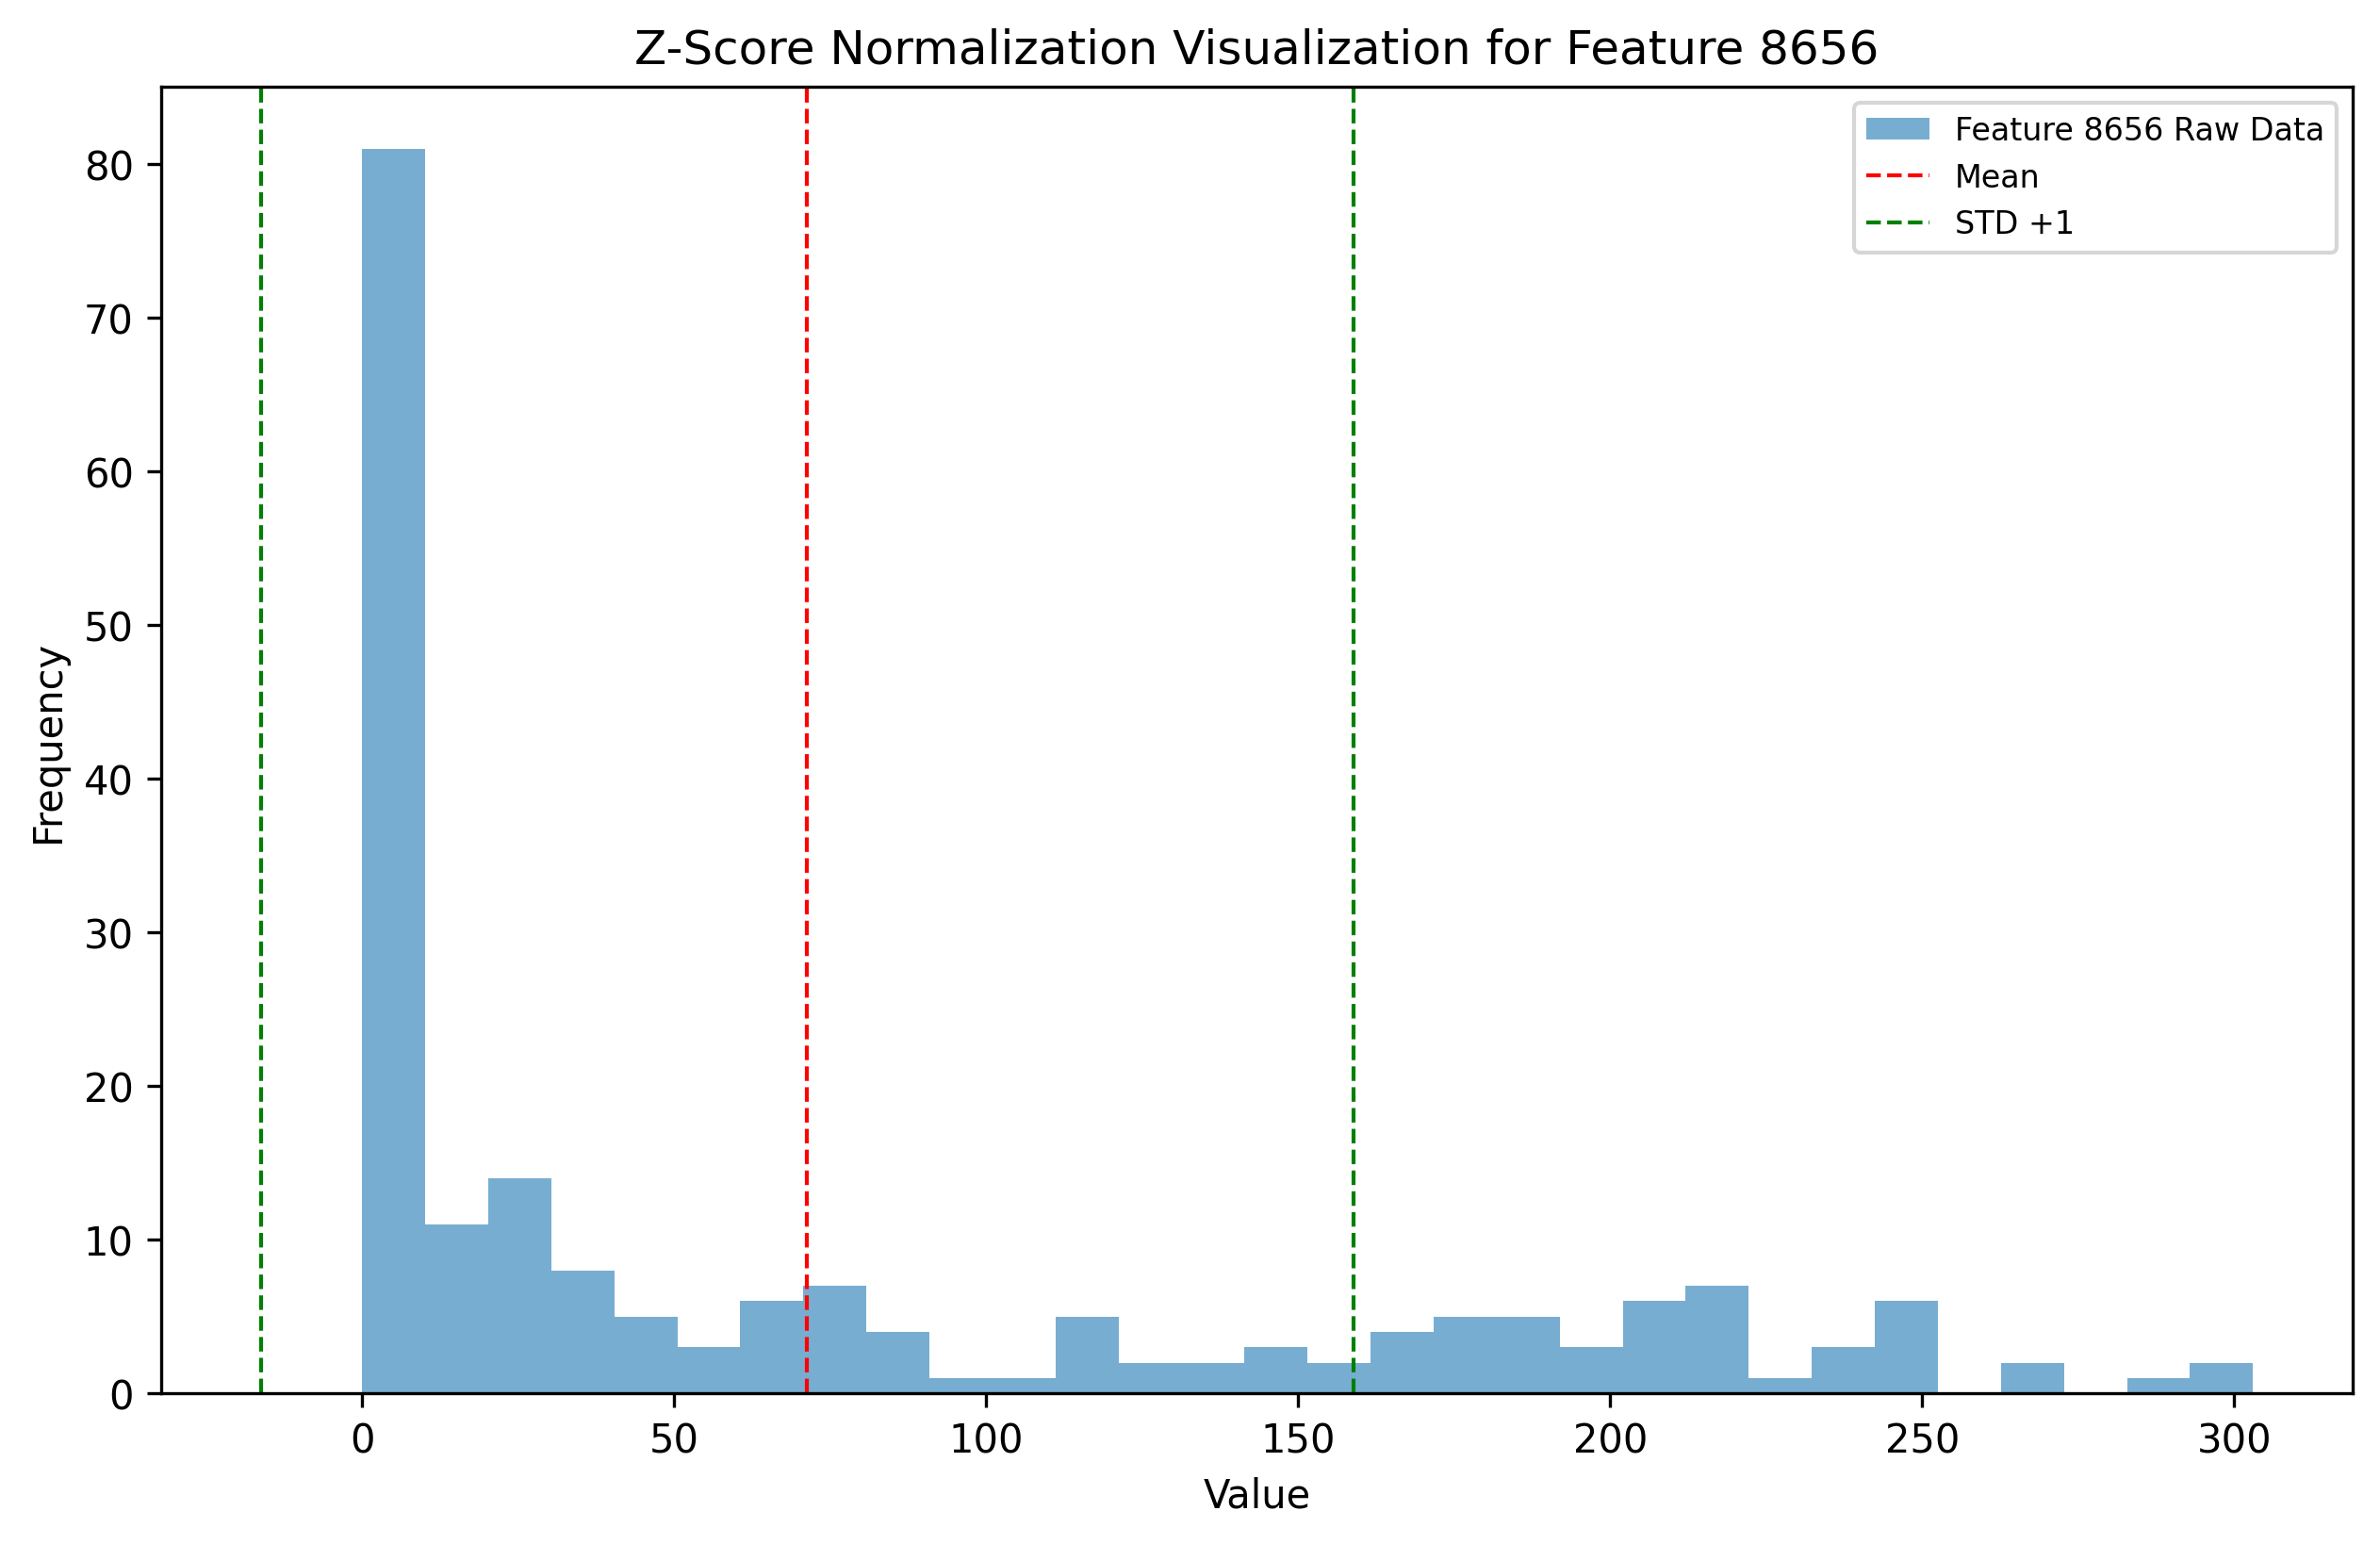 Z-Score Normalization Visualization for Feature 8656
Feature 8656 Raw Data
Mean
STD +1
80
70
60
50
40
30
20
10
0
Frequency
0 50 100 150 200 250 300
Value